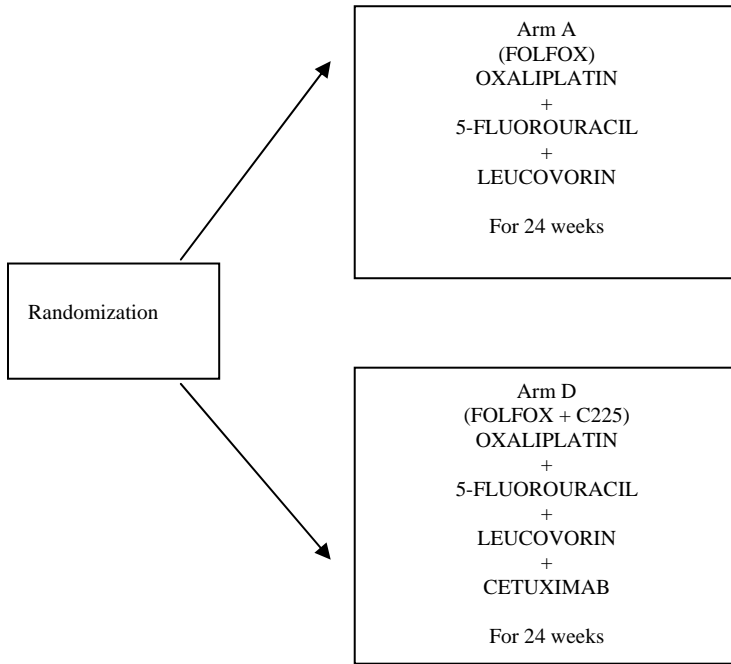 Arm A
(FOLFOX)
OXALIPLATIN
+
5-FLUOROURACIL
+
LEUCOVORIN
For 24 weeks
Randomization
Arm D
(FOLFOX + C225)
OXALIPLATIN
+
5-FLUOROURACIL
+
LEUCOVORIN
+
CETUXIMAB
For 24 weeks